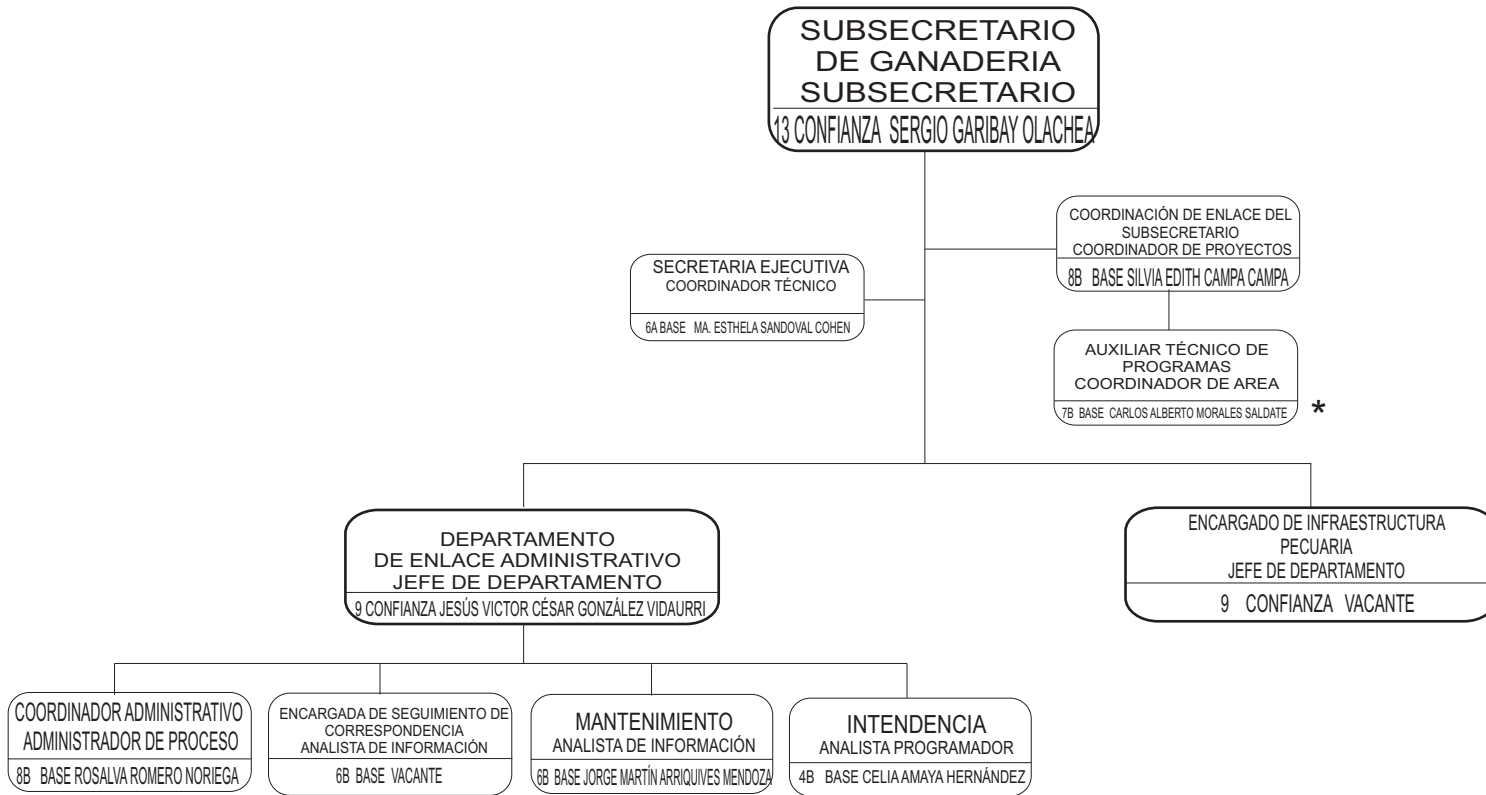 SUBSECRETARIO
DE GANADERIA
SUBSECRETARIO
13 CONFIANZA SERGIO GARIBAY OLACHEA
COORDINACIÓN DE ENLACE DEL
SUBSECRETARIO
COORDINADOR DE PROYECTOS
8B BASE SILVIA EDITH CAMPA CAMPA
SECRETARIA EJECUTIVA
COORDINADOR TÉCNICO
6A BASE MA. ESTHELA SANDOVAL COHEN
AUXILIAR TÉCNICO DE
PROGRAMAS
COORDINADOR DE AREA
7B BASE CARLOS ALBERTO MORALES SALDATE *
DEPARTAMENTO
DE ENLACE ADMINISTRATIVO
JEFE DE DEPARTAMENTO
9 CONFIANZA JESÚS VICTOR CÉSAR GONZÁLEZ VIDAURRI
ENCARGADO DE INFRAESTRUCTURA
PECUARIA
JEFE DE DEPARTAMENTO
9 CONFIANZA VACANTE
COORDINADOR ADMINISTRATIVO
ADMINISTRADOR DE PROCESO
8B BASE ROSALVA ROMERO NORIEGA
ENCARGADA DE SEGUIMIENTO DE
CORRESPONDENCIA
ANALISTA DE INFORMACIÓN
6B BASE VACANTE
MANTENIMIENTO
ANALISTA DE INFORMACIÓN
6B BASE JORGE MARTÍN ARRIQUIVES MENDOZA
INTENDENCIA
ANALISTA PROGRAMADOR
4B BASE CELIA AMAYA HERNÁNDEZ